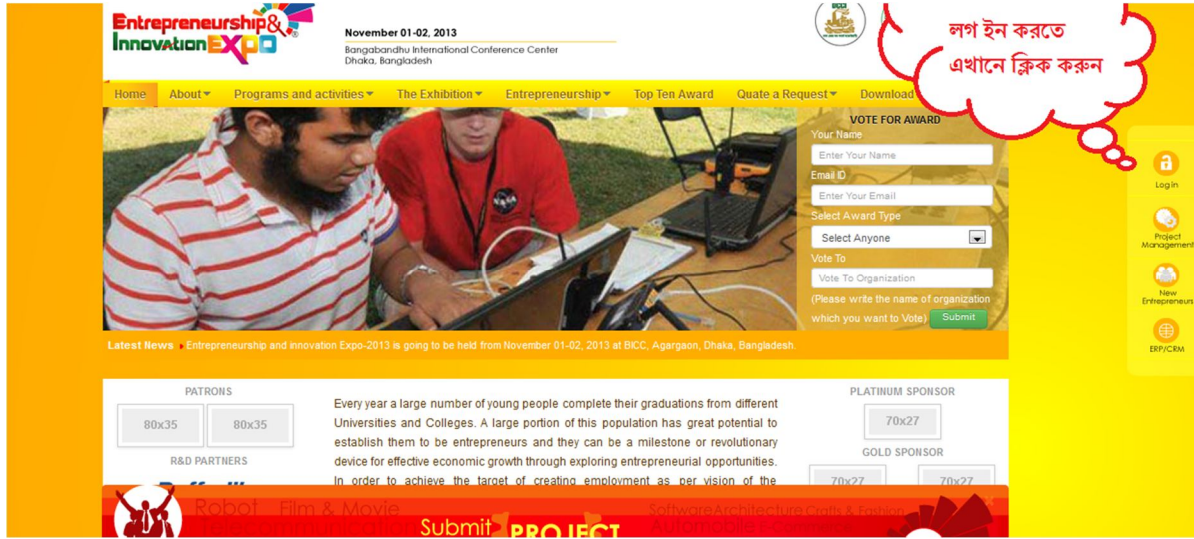 Entrepreneurship&
Innovation EXPO
November 01-02, 2013
Bangabandhu International Conference Center
Dhaka, Bangladesh
DCCI
লগ ইন করতে
এখানে ক্লিক করুন
Home About Programs and activities The Exhibition Entrepreneurship Top Ten Award Quate a Request Download
VOTE FOR AWARD
Your Name
Enter Your Name
Email ID
Enter Your Email
Select Award Type
Select Anyone
Vote To
Vote To Organization
(Please write the name of organization
which you want to Vote) Submit
NASA
Log in
Project
Management
New
Entrepreneurs
ERP/CRM
Latest News Entrepreneurship and innovation Expo-2013 is going to be held from November 01-02, 2013 at BICC, Agargaon, Dhaka, Bangladesh.
PATRONS
80x35 80x35
R&D PARTNERS
Every year a large number of young people complete their graduations from different
Universities and Colleges. A large portion of this population has great potential to
establish them to be entrepreneurs and they can be a milestone or revolutionary
device for effective economic growth through exploring entrepreneurial opportunities.
In order to achieve the target of creating employment as per vision of the
PLATINUM SPONSOR
70x27
GOLD SPONSOR
70x27 70x27
Robot Film & Movie
Submit PROJECT
SoftwareArchitecture Crafts & Fashion
Automobile